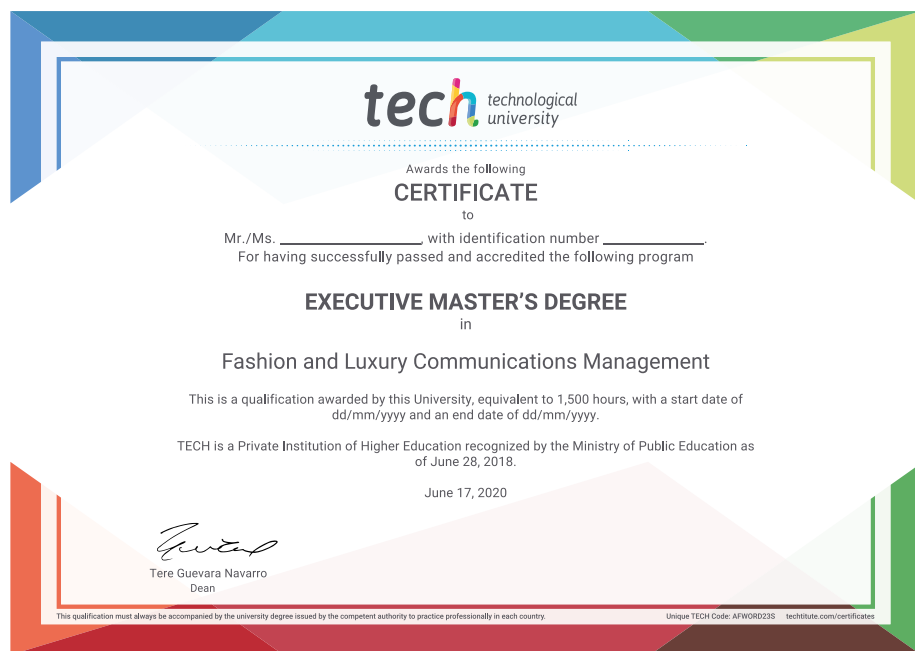 tech technological
university
Awards the following
CERTIFICATE
to
Mr./Ms. ____________________, with identification number ______________.
For having successfully passed and accredited the following program
EXECUTIVE MASTER'S DEGREE
in
Fashion and Luxury Communications Management
This is a qualification awarded by this University, equivalent to 1,500 hours, with a start date of
dd/mm/yyyy and an end date of dd/mm/yyyy.
TECH is a Private Institution of Higher Education recognized by the Ministry of Public Education as
of June 28, 2018.
June 17, 2020
Tere Guevara Navarro
Dean
This qualification must always be accompanied by the university degree issued by the competent authority to practice professionally in each country.
Unique TECH Code: AFWORD23S techtitute.com/certificates